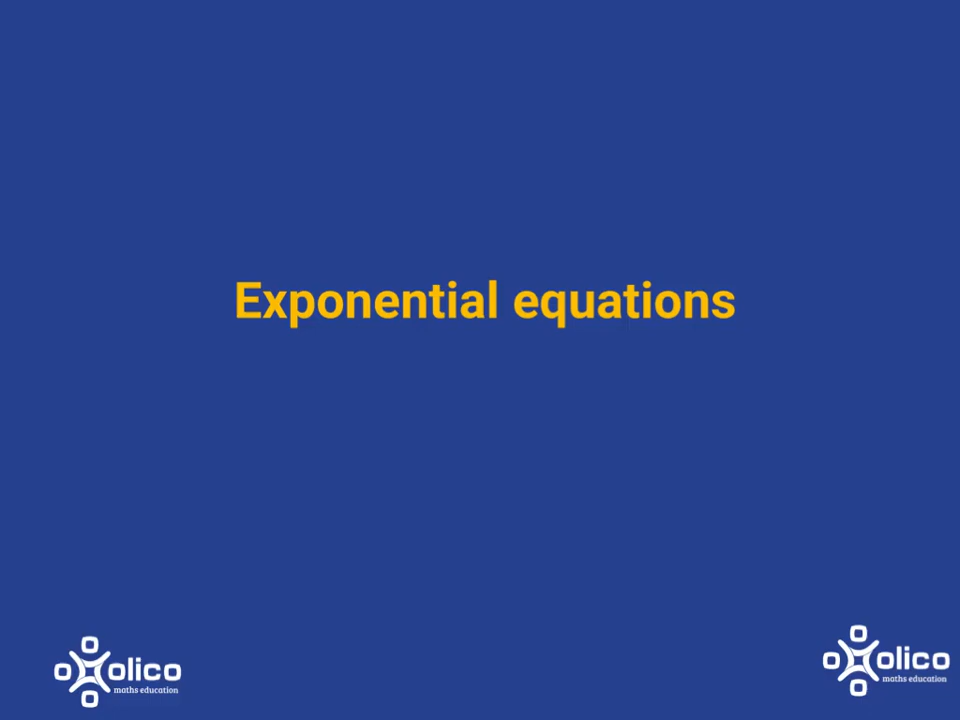 Exponential equations
olico
maths education
olico
maths education